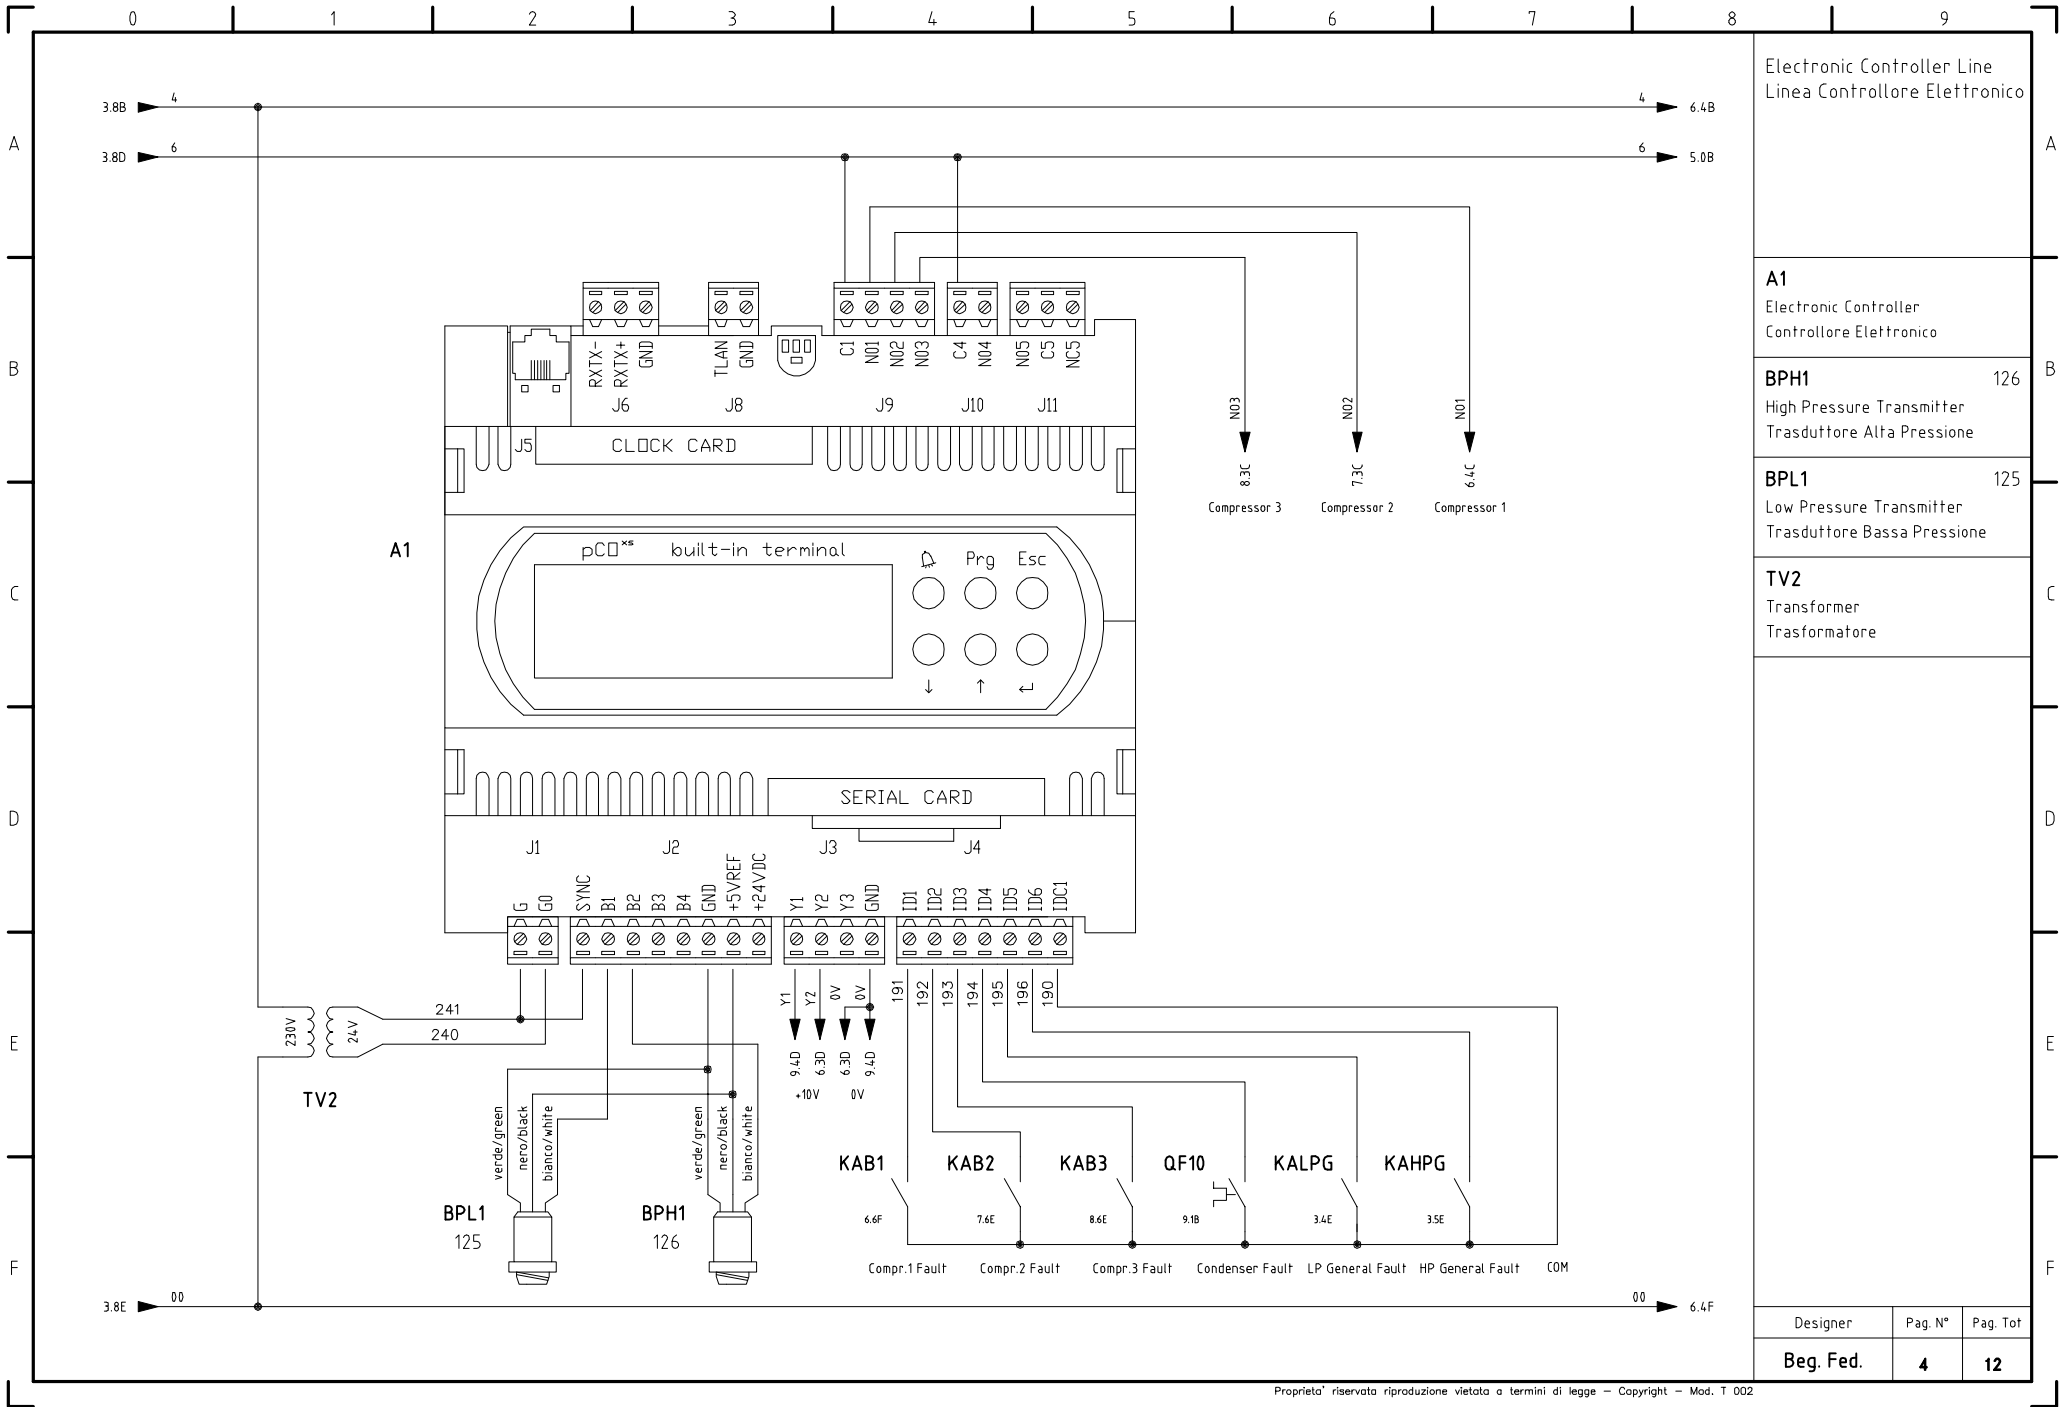 0 1 2 3 4 5 6 7 8 9
Electronic Controller Line
Linea Controllore Elettronico
3.8B 4 4 6.4B
A A
3.8D 6 6 5.0B
A1
Electronic Controller
Controllore Elettronico
B B
BPH1 126
High Pressure Transmitter
Trasduttore Alta Pressione
BPL1 125
Low Pressure Transmitter
Trasduttore Bassa Pressione
TV2
Transformer
Trasformatore
RXTX-
RXTX+
GND
TLAN
GND
C1
NO1
NO2
NO3
C4
NO4
NO5
C5
NC5
J6 J8 J9 J10 J11
J5 CLOCK CARD
NO3 NO2 NO1
8.3C 7.3C 6.4C
Compressor 3 Compressor 2 Compressor 1
A1
pCO xs built-in terminal
Prg Esc
↓ ↑ ↵
C C
SERIAL CARD
D D
J1 J2 J3 J4
G
G0
SYNC
B1
B2
B3
B4
GND
+5VREF
+24VDC
Y1
Y2
Y3
GND
ID1
ID2
ID3
ID4
ID5
ID6
IDC1
Y1 Y2 0V 0V
191 192 193 194 195 196 190
241
240
230V 24V
TV2
E E
9.4D 6.3D 6.3D 9.4D
+10V 0V
verde/green
nero/black
bianco/white
verde/green
nero/black
bianco/white
KAB1 KAB2 KAB3 QF10 KALPG KAHPG
BPL1 BPH1
125 126
6.6F 7.6E 8.6E 9.1B 3.4E 3.5E
Compr.1 Fault Compr.2 Fault Compr.3 Fault Condenser Fault LP General Fault HP General Fault COM
F F
3.8E 00 00 6.4F
Designer Pag. N° Pag. Tot
Beg. Fed. 4 12
Proprieta' riservata riproduzione vietata a termini di legge – Copyright – Mod. T 002